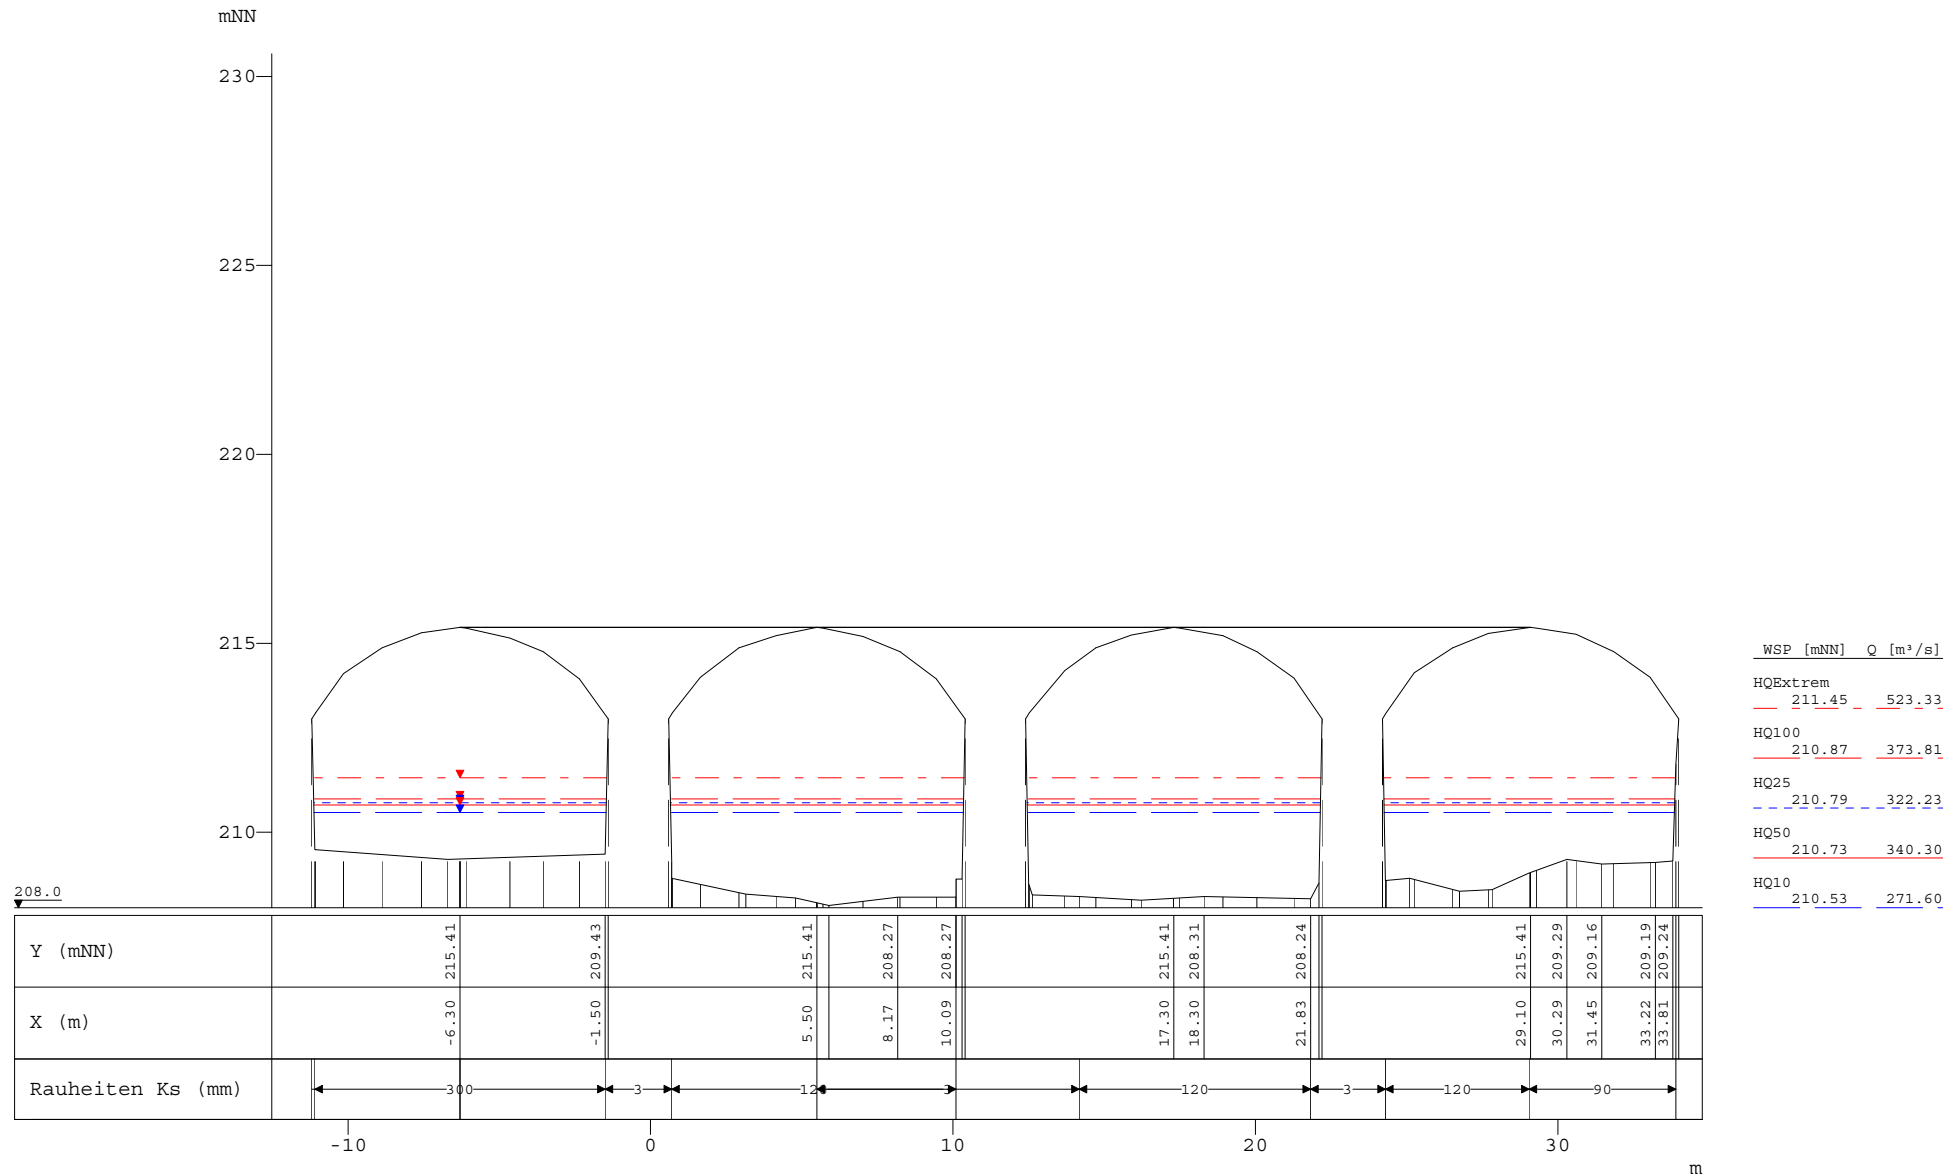 mNN
230
225
220
215
210
WSP [mNN] Q [m³/s]
HQExtrem
211.45 523.33
HQ100
210.87 373.81
HQ25
210.79 322.23
HQ50
210.73 340.30
HQ10
210.53 271.60
208.0
Y (mNN) 215.41 209.43 215.41 208.27 208.27 215.41 208.31 208.24 215.41 209.29 209.16 209.19 209.24
X (m) -6.30 -1.50 5.50 8.17 10.09 17.30 18.30 21.83 29.10 30.29 31.45 33.22 33.81
Rauheiten Ks (mm) 300 3 120 3 120 3 120 90
-10 0 10 20 30
m